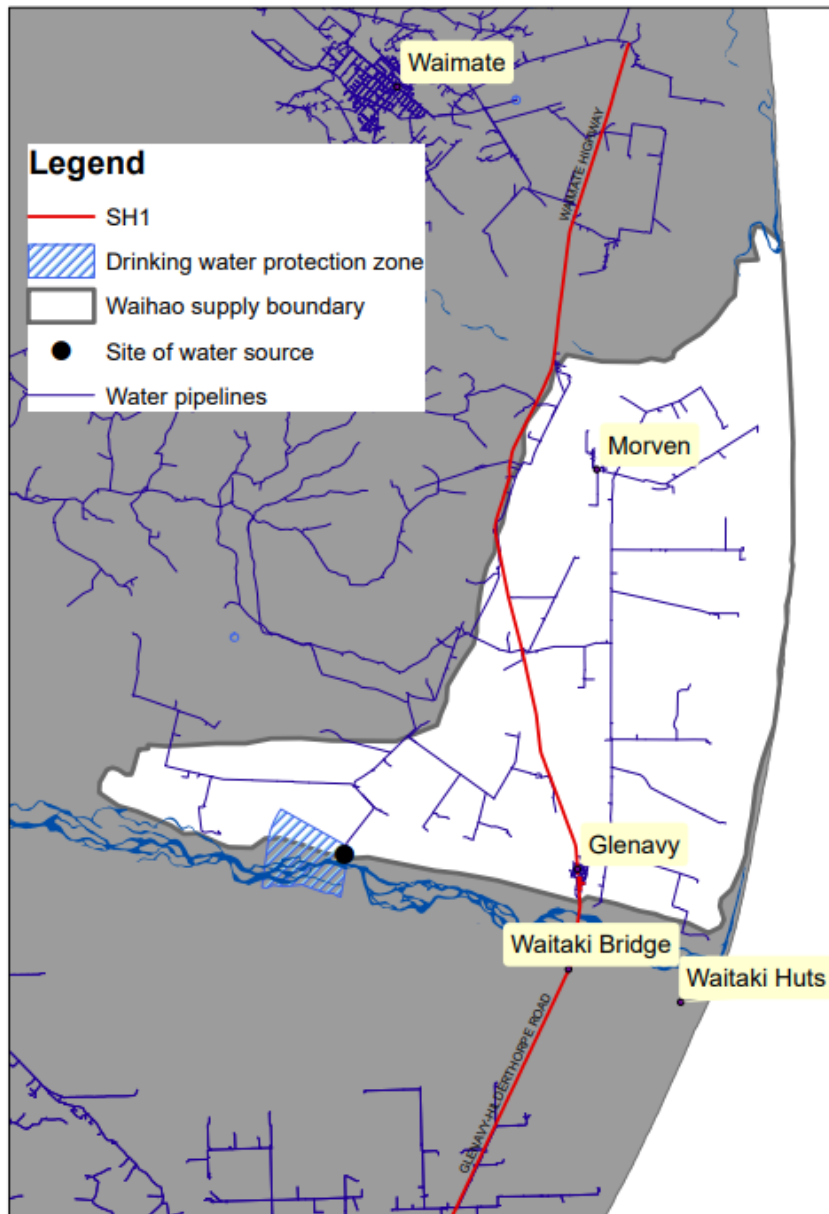 Waimate
WAIMATE HIGHWAY
Legend
SH1
Drinking water protection zone
Waihao supply boundary
Site of water source
Water pipelines
Morven
Glenavy
Waitaki Bridge
Waitaki Huts
GLENAVY-HILDERTHORPE ROAD